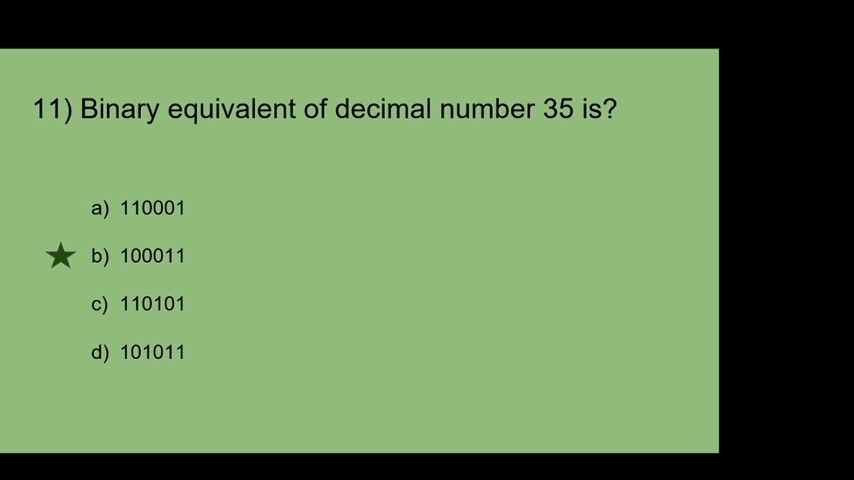 11) Binary equivalent of decimal number 35 is?
a) 110001
b) 100011
c) 110101
d) 101011